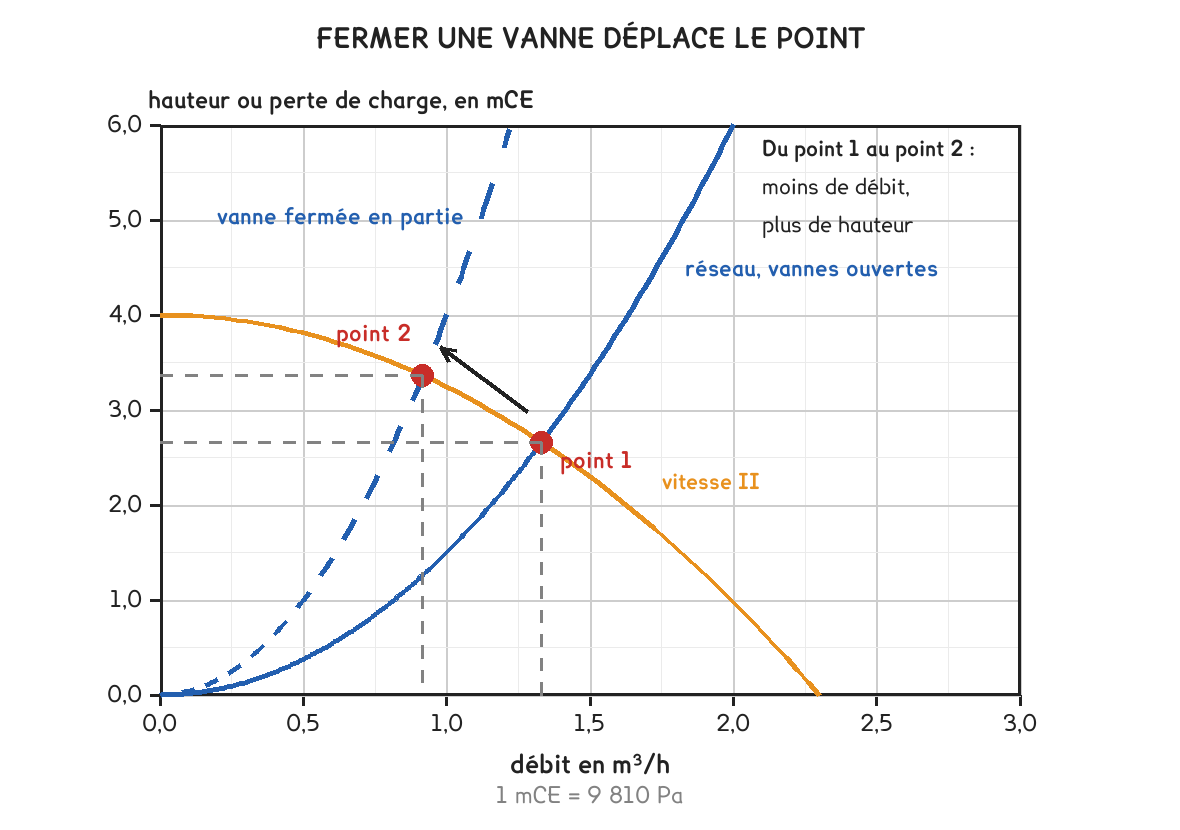 FERMER UNE VANNE DÉPLACE LE POINT
hauteur ou perte de charge, en mCE
6,0
Du point 1 au point 2 :
moins de débit,
plus de hauteur
vanne fermée en partie
5,0
réseau, vannes ouvertes
4,0
point 2
3,0
point 1
vitesse II
2,0
1,0
0,0
0,0 0,5 1,0 1,5 2,0 2,5 3,0
débit en m³/h
1 mCE = 9 810 Pa